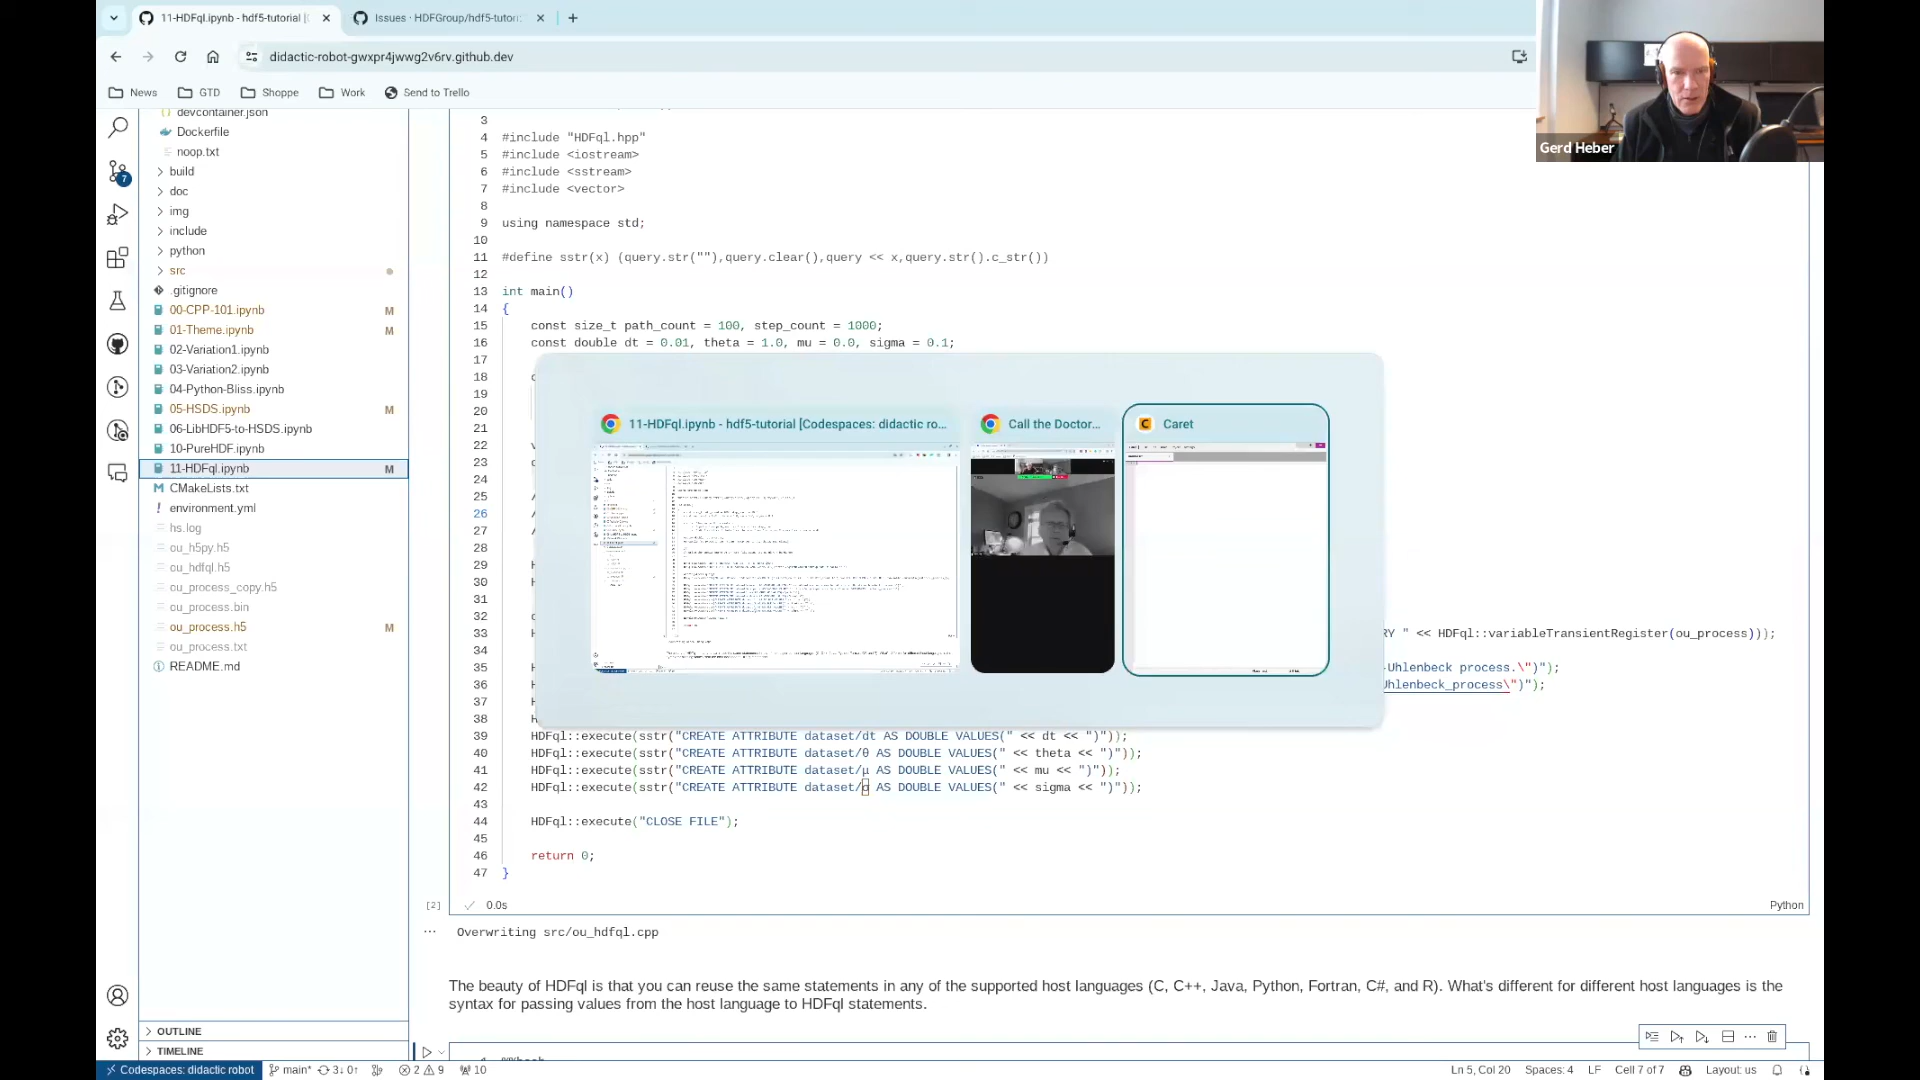 11-HDFql.ipynb - hdf5-tutorial [
Issues · HDFGroup/hdf5-tutor
didactic-robot-gwxpr4jwwg2v6rv.github.dev
News
GTD
Shoppe
Work
Send to Trello
Gerd Heber
devcontainer.json
Dockerfile
noop.txt
build
doc
img
include
python
src
.gitignore
00-CPP-101.ipynb M
01-Theme.ipynb M
02-Variation1.ipynb
03-Variation2.ipynb
04-Python-Bliss.ipynb
05-HSDS.ipynb M
06-LibHDF5-to-HSDS.ipynb
10-PureHDF.ipynb
11-HDFql.ipynb M
CMakeLists.txt
environment.yml
hs.log
ou_h5py.h5
ou_hdfql.h5
ou_process_copy.h5
ou_process.bin
ou_process.h5 M
ou_process.txt
README.md
OUTLINE
TIMELINE
7
3
4 #include "HDFql.hpp"
5 #include <iostream>
6 #include <sstream>
7 #include <vector>
8
9 using namespace std;
10
11 #define sstr(x) (query.str(""),query.clear(),query << x,query.str().c_str())
12
13 int main()
14 {
15 const size_t path_count = 100, step_count = 1000;
16 const double dt = 0.01, theta = 1.0, mu = 0.0, sigma = 0.1;
17
18
19
20
21
22
23
24
25
26
27
28
29
30
31
32
33 RY " << HDFql::variableTransientRegister(ou_process)));
34
35 Uhlenbeck process.\")");
36 Uhlenbeck_process\")");
37
38
39 HDFql::execute(sstr("CREATE ATTRIBUTE dataset/dt AS DOUBLE VALUES(" << dt << ")"));
40 HDFql::execute(sstr("CREATE ATTRIBUTE dataset/θ AS DOUBLE VALUES(" << theta << ")"));
41 HDFql::execute(sstr("CREATE ATTRIBUTE dataset/μ AS DOUBLE VALUES(" << mu << ")"));
42 HDFql::execute(sstr("CREATE ATTRIBUTE dataset/σ AS DOUBLE VALUES(" << sigma << ")"));
43
44 HDFql::execute("CLOSE FILE");
45
46 return 0;
47 }
11-HDFql.ipynb - hdf5-tutorial [Codespaces: didactic ro...
Call the Doctor...
Caret
[2] 0.0s
Python
Overwriting src/ou_hdfql.cpp
The beauty of HDFql is that you can reuse the same statements in any of the supported host languages (C, C++, Java, Python, Fortran, C#, and R). What's different for different host languages is the
syntax for passing values from the host language to HDFql statements.
Codespaces: didactic robot
main*
3↓ 0↑
2
9
10
Ln 5, Col 20
Spaces: 4
LF
Cell 7 of 7
Layout: us